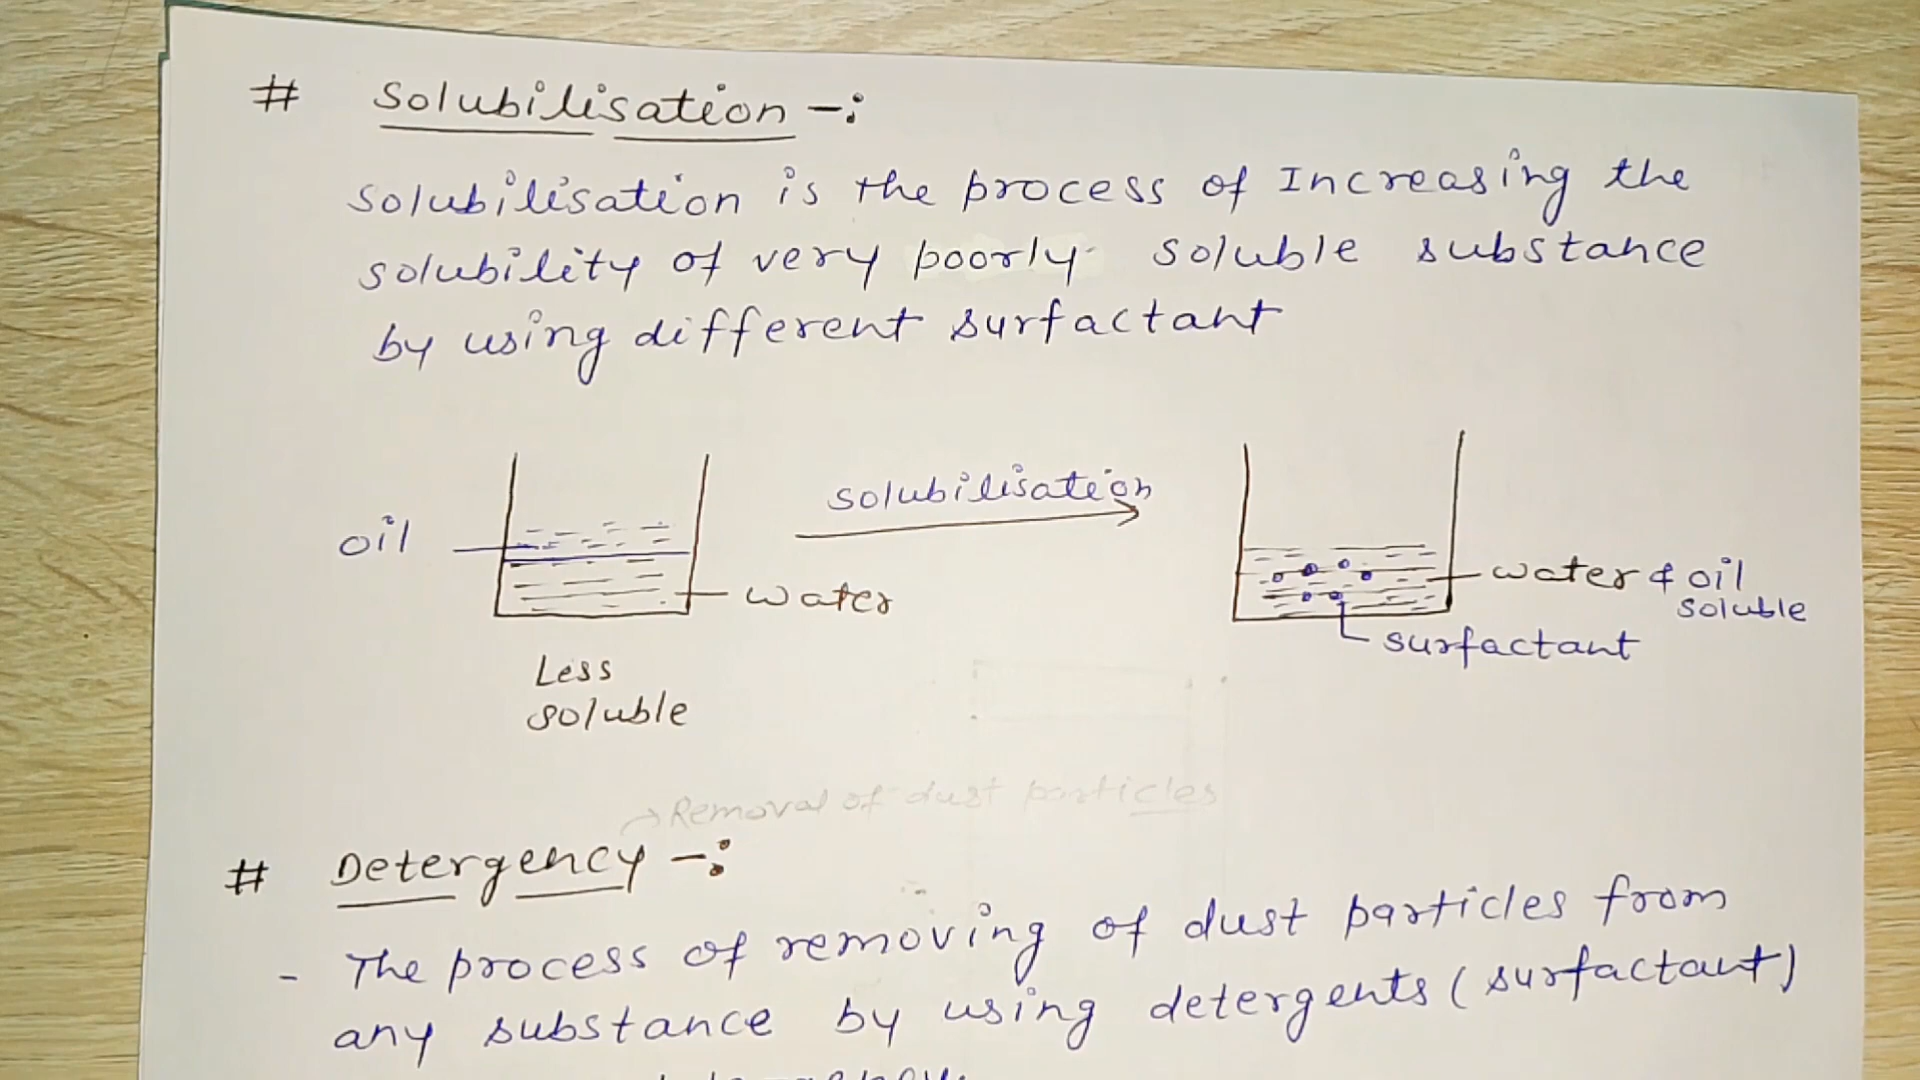 # Solubilisation -:
solubilisation is the process of Increasing the
solubility of very poorly soluble substance
by using different surfactant
solubilisation
oil
water
water & oil
soluble
surfactant
Less
soluble
→ Removal of dust particles
# Detergency -:
- The process of removing of dust particles from
any substance by using detergents (surfactant)